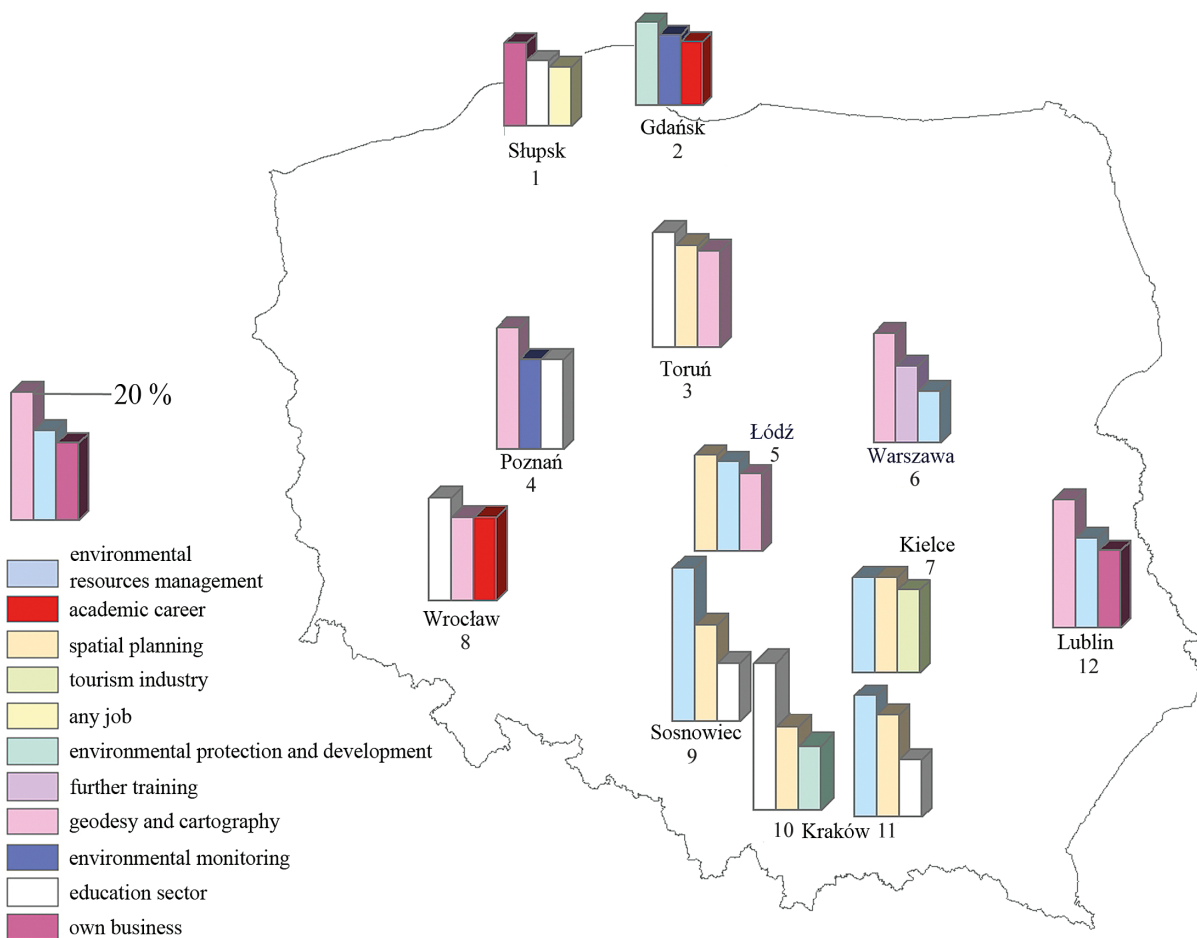 Słupsk
1
Gdańsk
2
Toruń
3
20 %
Poznań
4
Łódź
5
Warszawa
6
Kielce
7
Wrocław
8
Lublin
12
Sosnowiec
9
10 Kraków 11
environmental
resources management
academic career
spatial planning
tourism industry
any job
environmental protection and development
further training
geodesy and cartography
environmental monitoring
education sector
own business